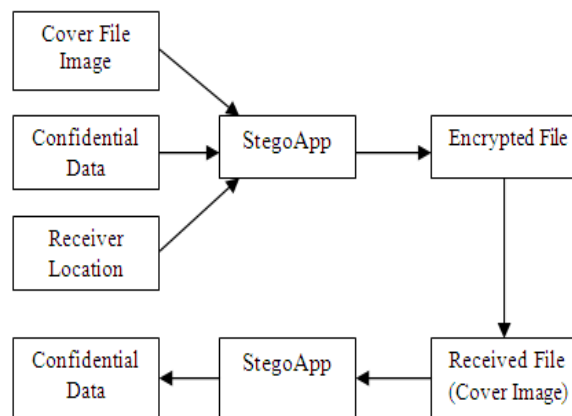 Cover File
Image
Confidential
Data
StegoApp
Encrypted File
Receiver
Location
Confidential
Data
StegoApp
Received File
(Cover Image)